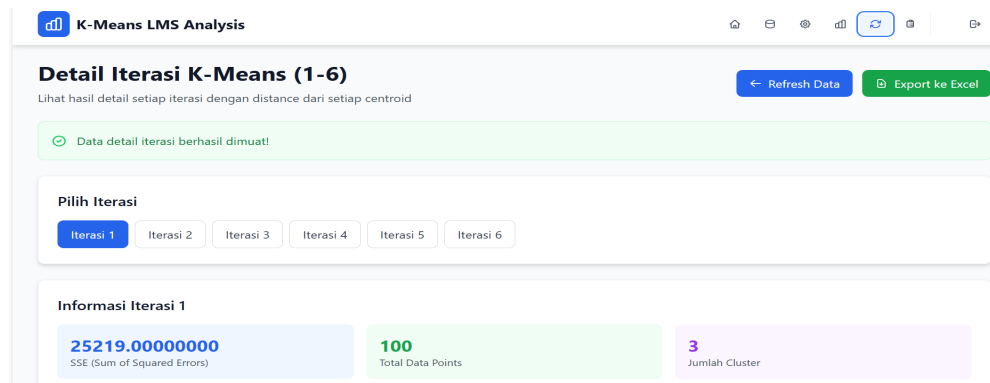 K-Means LMS Analysis
Detail Iterasi K-Means (1-6)
Lihat hasil detail setiap iterasi dengan distance dari setiap centroid
Refresh Data
Export ke Excel
Data detail iterasi berhasil dimuat!
Pilih Iterasi
Iterasi 1 Iterasi 2 Iterasi 3 Iterasi 4 Iterasi 5 Iterasi 6
Informasi Iterasi 1
25219.00000000
SSE (Sum of Squared Errors)
100
Total Data Points
3
Jumlah Cluster